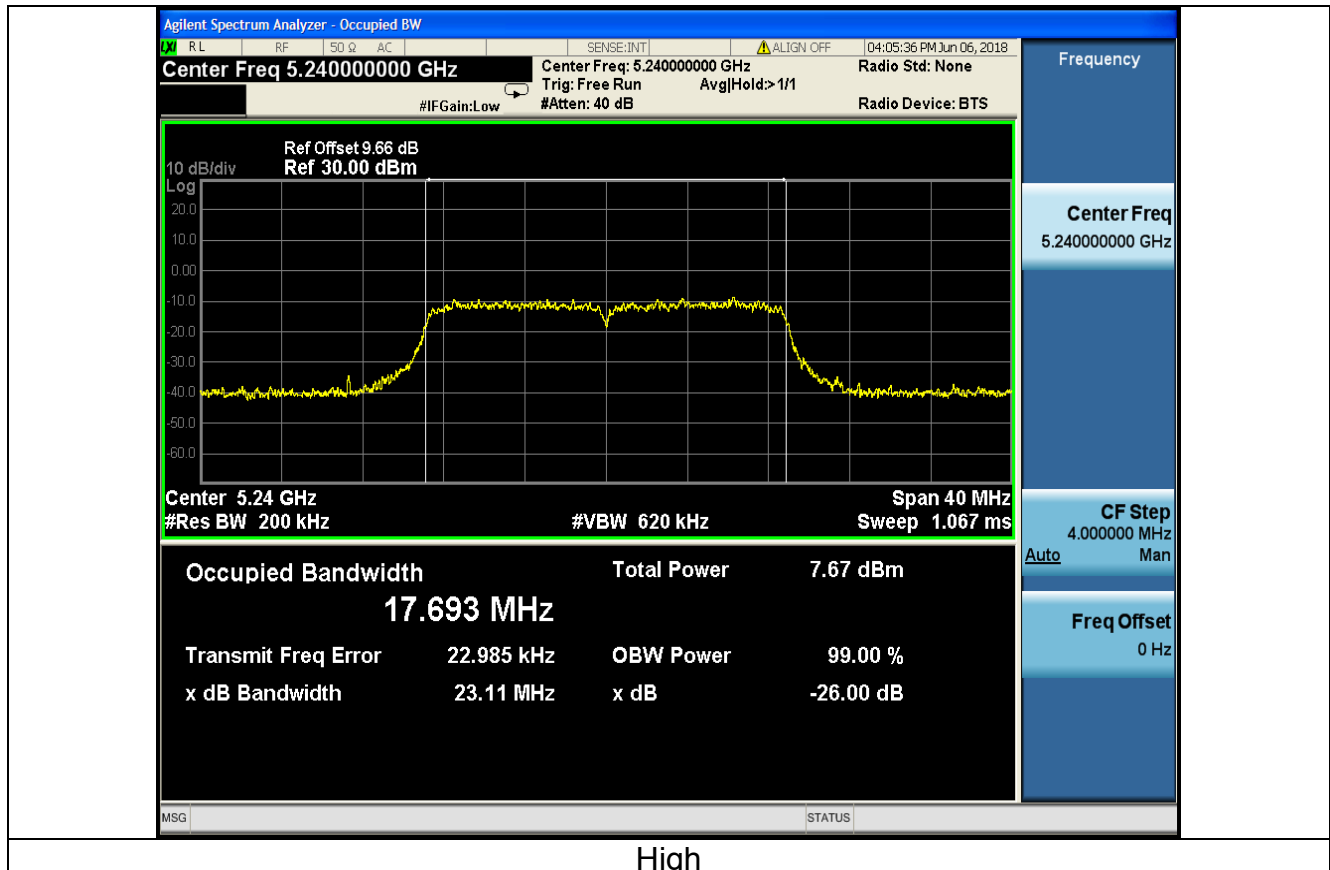 Agilent Spectrum Analyzer - Occupied BW
LXI RL RF 50 Ω AC SENSE:INT ALIGN OFF 04:05:36 PM Jun 06, 2018
Center Freq 5.240000000 GHz
Center Freq: 5.240000000 GHz
Radio Std: None
Trig: Free Run Avg|Hold:>1/1
#IFGain:Low
#Atten: 40 dB
Radio Device: BTS
Ref Offset 9.66 dB
10 dB/div Ref 30.00 dBm
Log
20.0
10.0
0.00
-10.0
-20.0
-30.0
-40.0
-50.0
-60.0
Center 5.24 GHz Span 40 MHz
#Res BW 200 kHz #VBW 620 kHz Sweep 1.067 ms
Occupied Bandwidth Total Power 7.67 dBm
17.693 MHz
Transmit Freq Error 22.985 kHz OBW Power 99.00 %
x dB Bandwidth 23.11 MHz x dB -26.00 dB
MSG STATUS
Frequency
Center Freq
5.240000000 GHz
CF Step
4.000000 MHz
Auto Man
Freq Offset
0 Hz
High